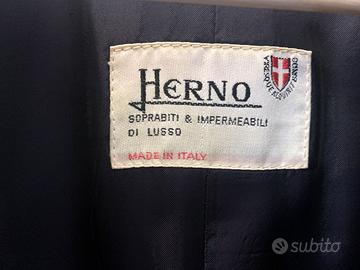 HERNO
SOPRABITI & IMPERMEABILI
DI LUSSO
MADE IN ITALY
subito